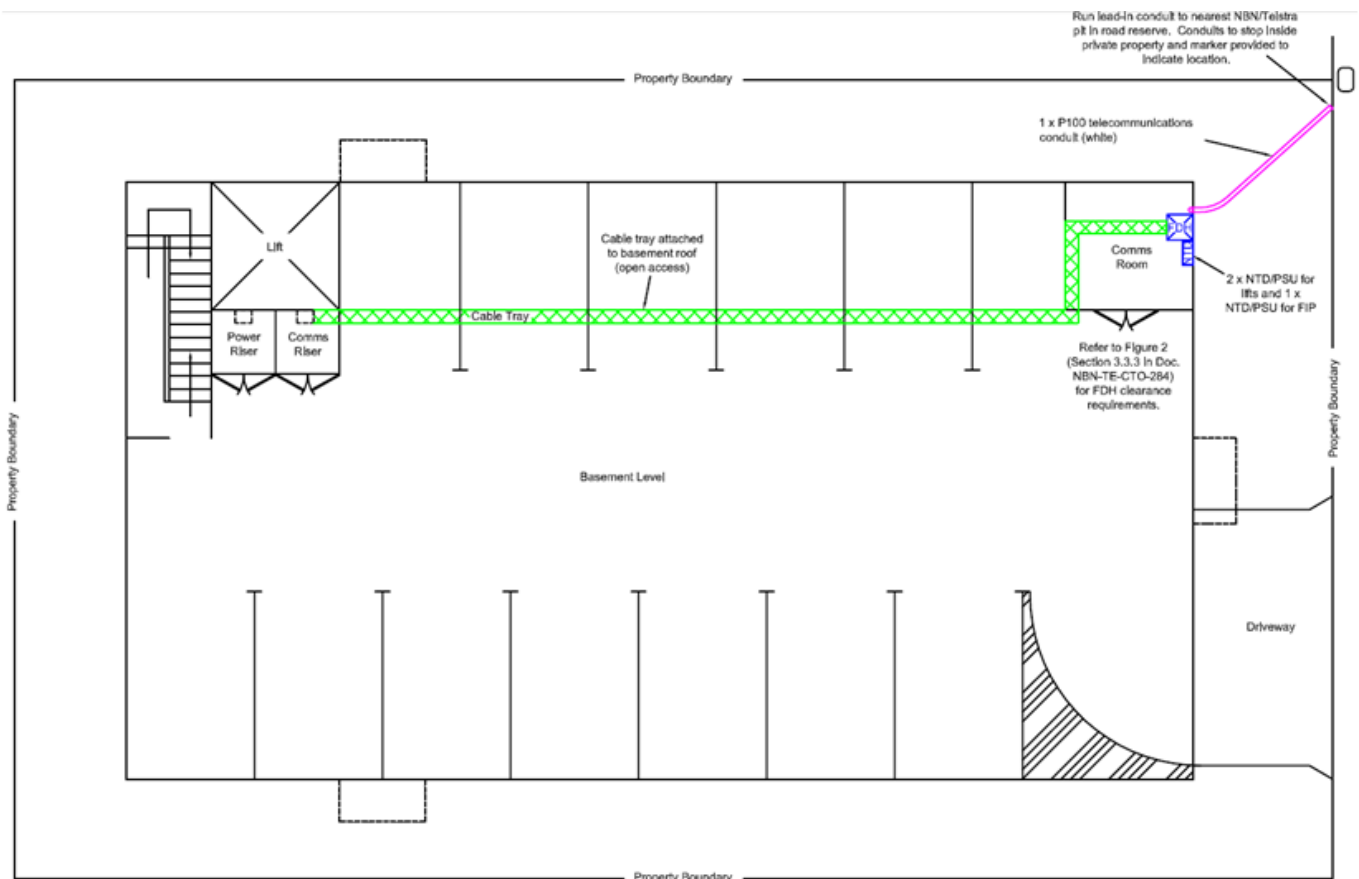 Run lead-in conduit to nearest NBN/Telstra
pit in road reserve. Conduits to stop inside
private property and marker provided to
indicate location.
Property Boundary
1 x P100 telecommunications
conduit (white)
Lift
Cable tray attached
to basement roof
(open access)
FDH
Comms
Room
2 x NTD/PSU for
lifts and 1 x
NTD/PSU for FIP
Cable Tray
Power
Riser
Comms
Riser
Refer to Figure 2
(Section 3.3.3 in Doc.
NBN-TE-CTO-284)
for FDH clearance
requirements.
Property Boundary
Property Boundary
Basement Level
Driveway
Property Boundary